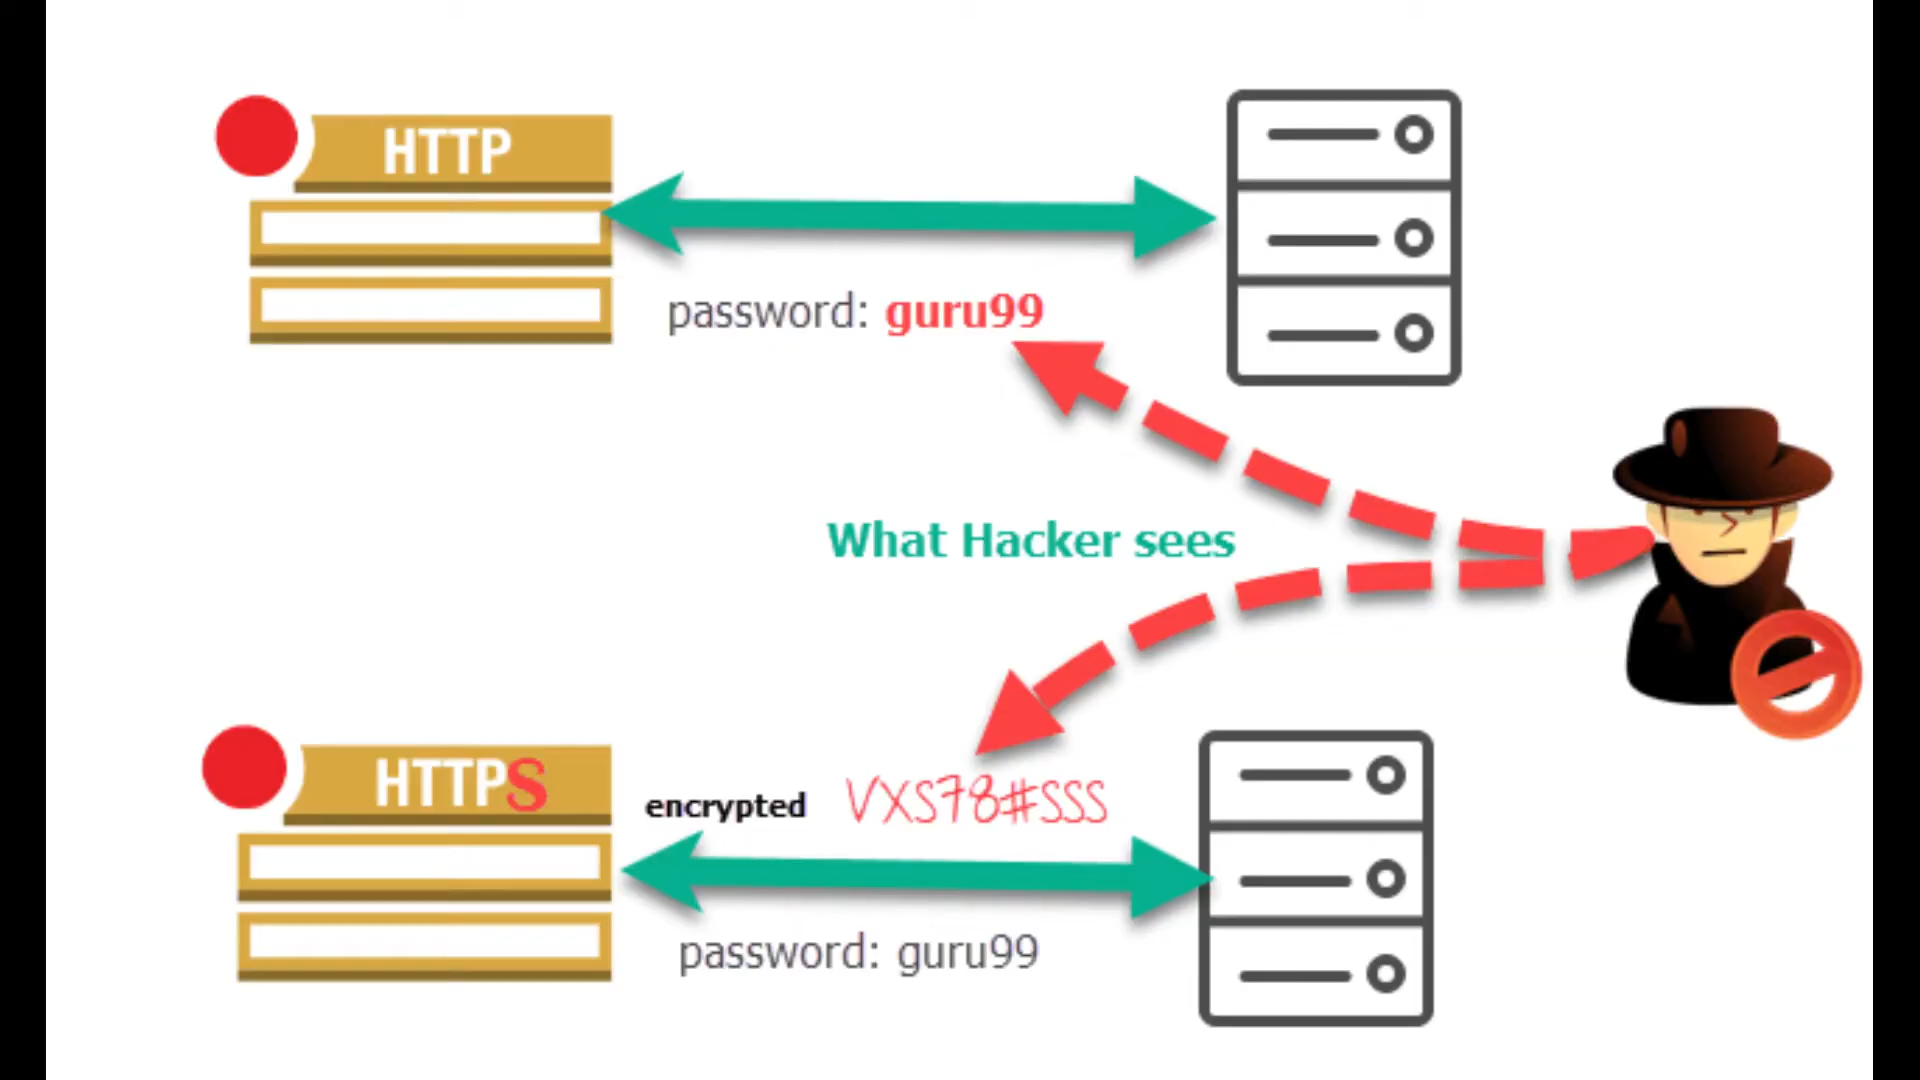 HTTP
password: guru99
What Hacker sees
HTTPS
encrypted VXS78#SSS
password: guru99